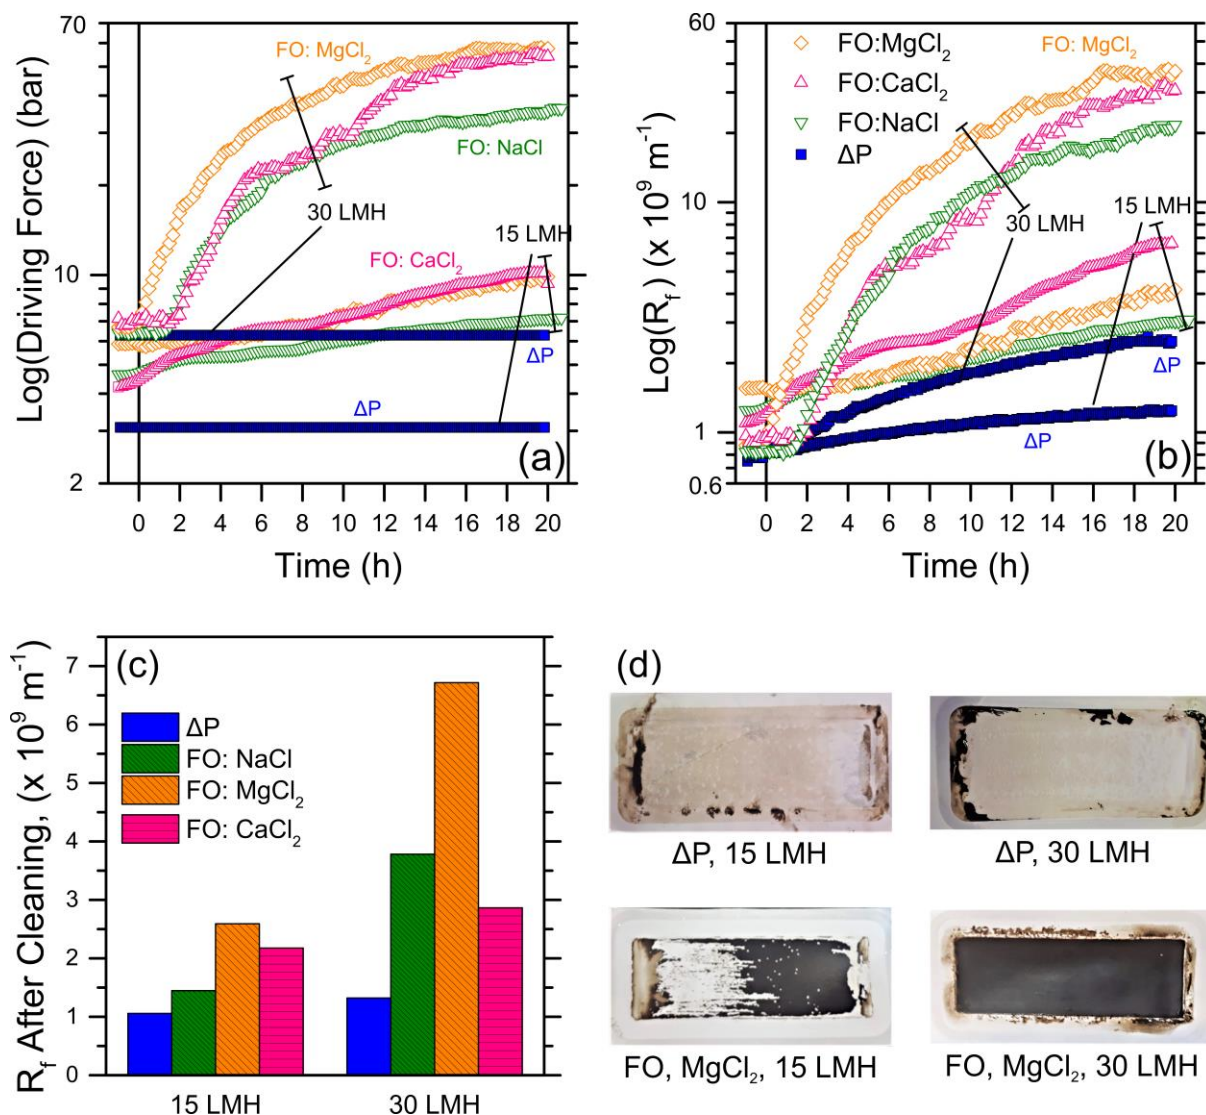 70
10
2
Log(Driving Force) (bar)
FO: MgCl₂
FO: NaCl
30 LMH
15 LMH
FO: CaCl₂
ΔP
ΔP
(a)
0 2 4 6 8 10 12 14 16 18 20
Time (h)
60
10
1
0.6
Log(R_f) (x 10⁹ m⁻¹)
FO:MgCl₂
FO:CaCl₂
FO:NaCl
ΔP
FO: MgCl₂
15 LMH
30 LMH
ΔP
ΔP
(b)
0 2 4 6 8 10 12 14 16 18 20
Time (h)
(c)
7
6
5
4
3
2
1
0
R_f After Cleaning, (x 10⁹ m⁻¹)
ΔP
FO: NaCl
FO: MgCl₂
FO: CaCl₂
15 LMH 30 LMH
(d)
ΔP, 15 LMH
ΔP, 30 LMH
FO, MgCl₂, 15 LMH
FO, MgCl₂, 30 LMH